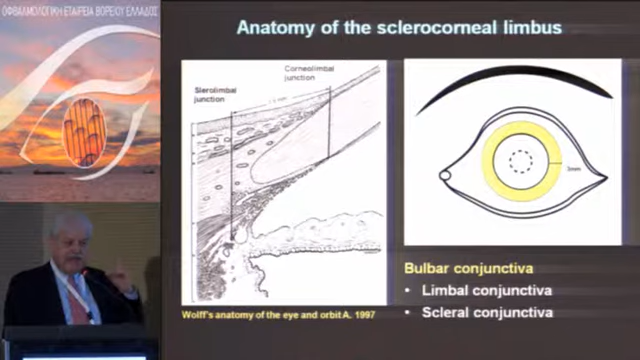 ΟΦΘΑΛΜΟΛΟΓΙΚΗ ΕΤΑΙΡΕΙΑ ΒΟΡΕΙΟΥ ΕΛΛΑΔΟΣ
Anatomy of the sclerocorneal limbus
Corneolimbal
junction
Slerolimbal
junction
3mm
Bulbar conjunctiva
• Limbal conjunctiva
• Scleral conjunctiva
Wolff's anatomy of the eye and orbit A. 1997